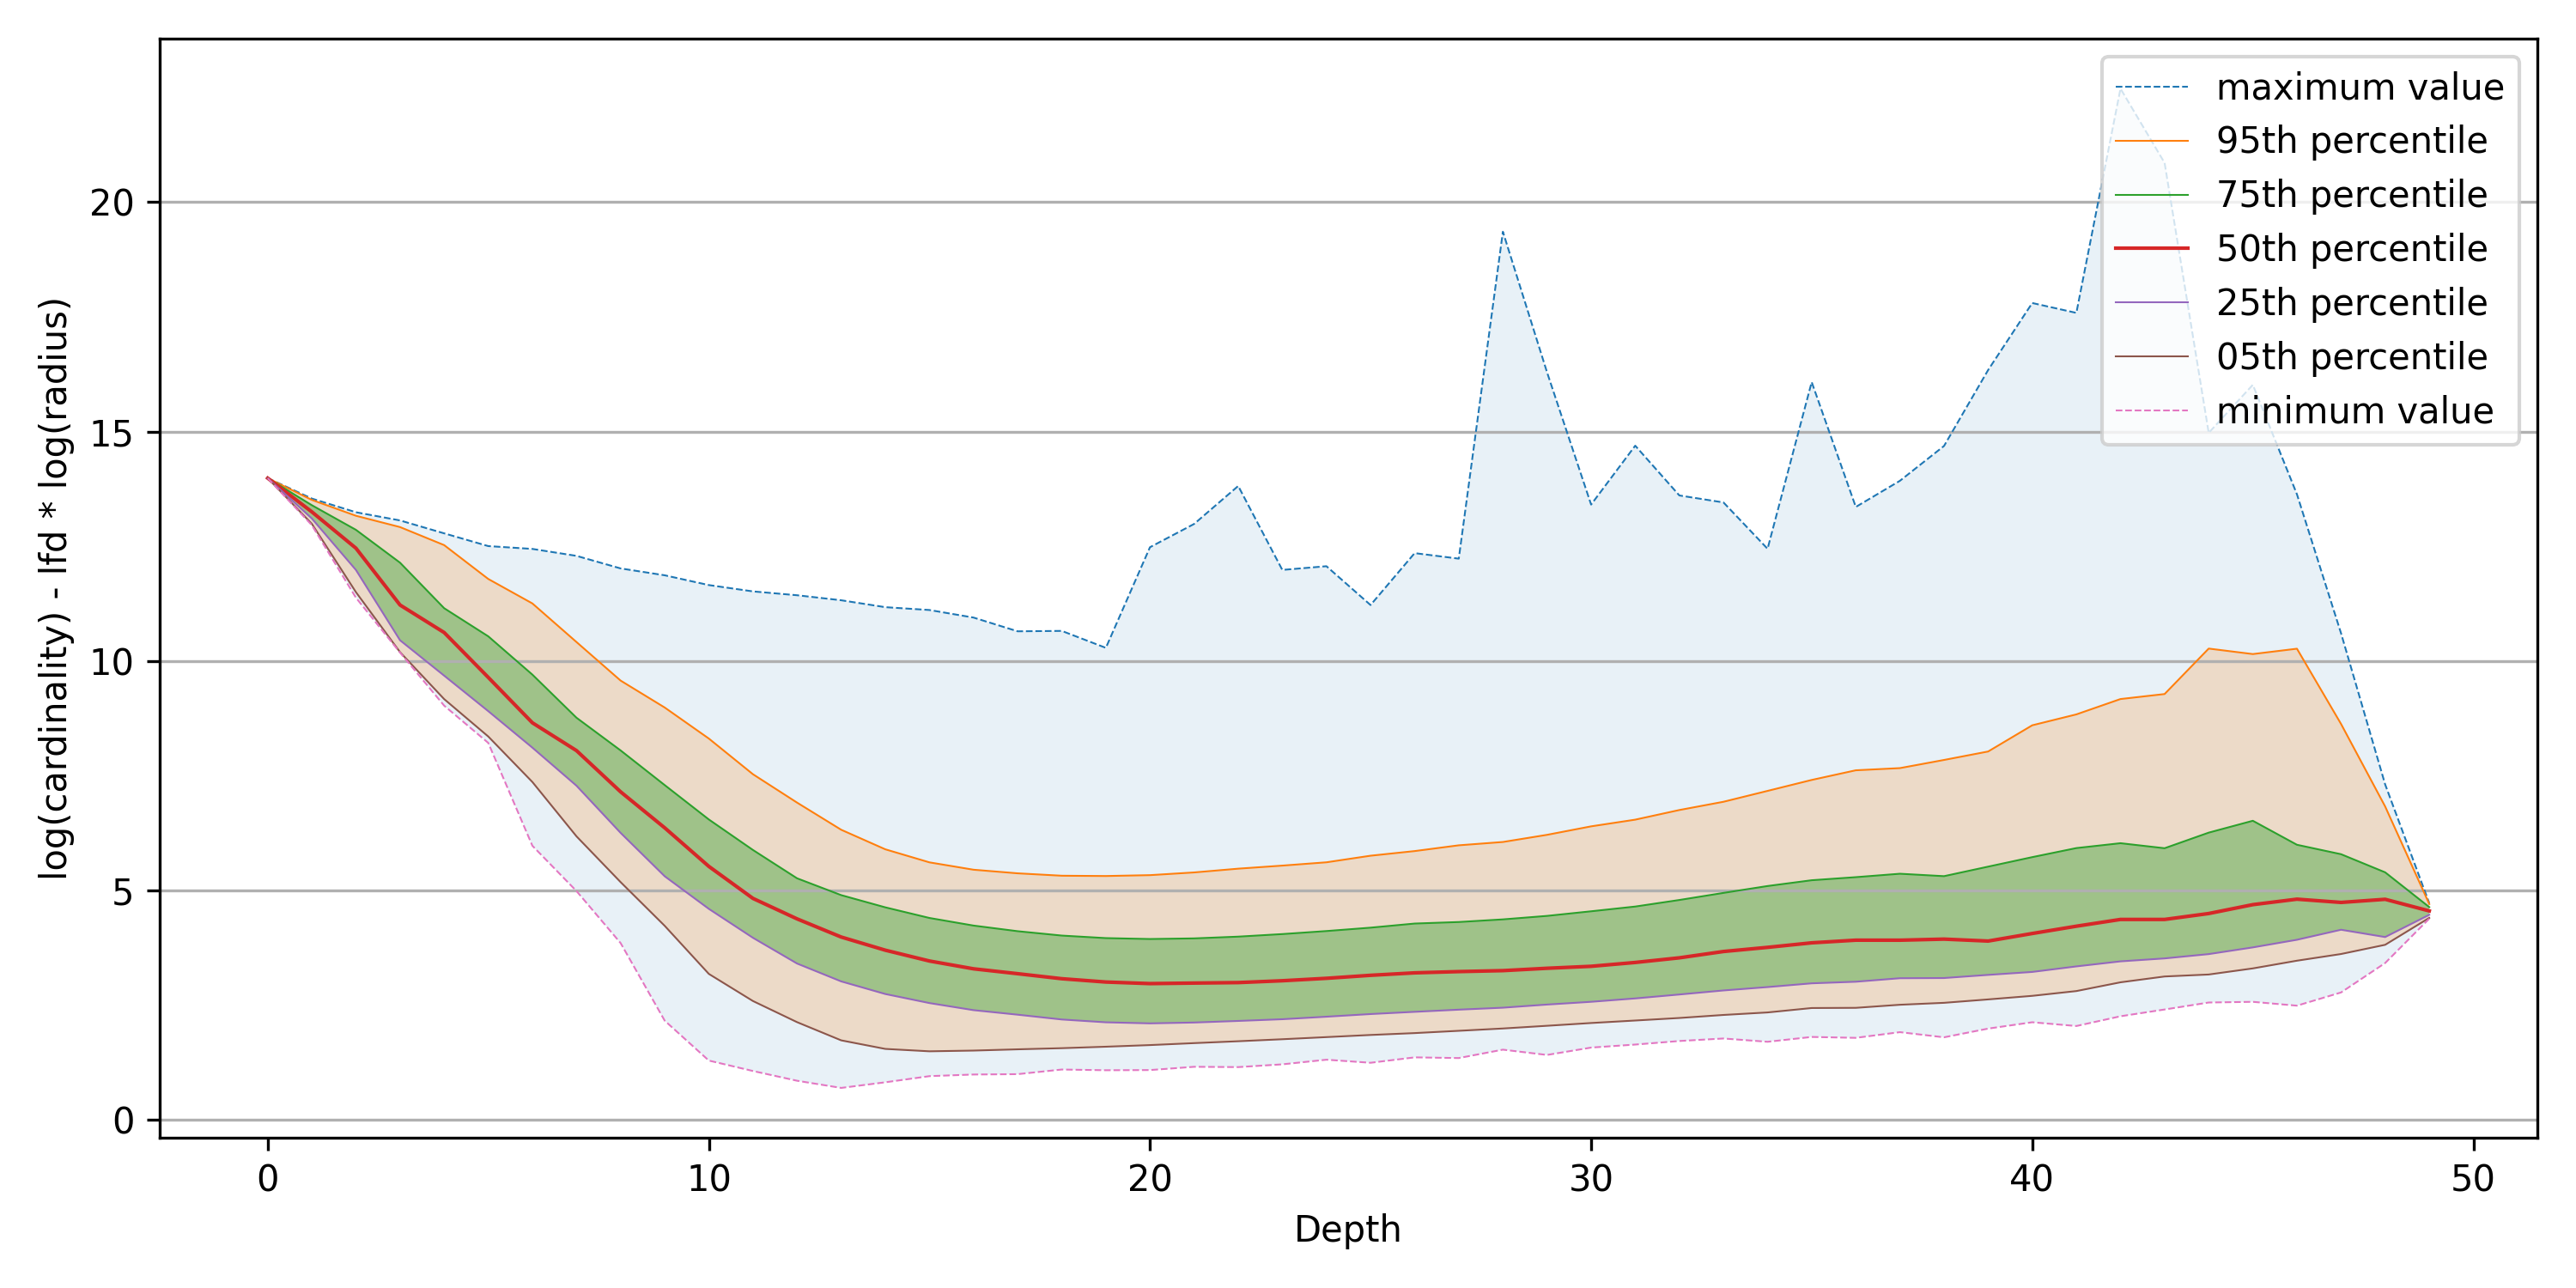 log(cardinality) - lfd * log(radius)
20
15
10
5
0
maximum value
95th percentile
75th percentile
50th percentile
25th percentile
05th percentile
minimum value
0 10 20 30 40 50
Depth